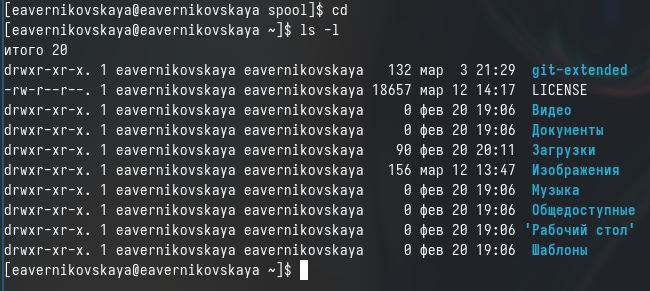 [eavernikovskaya@eavernikovskaya spool]$ cd
[eavernikovskaya@eavernikovskaya ~]$ ls -l
итого 20
drwxr-xr-x. 1 eavernikovskaya eavernikovskaya   132 мар  3 21:29  git-extended
-rw-r--r--. 1 eavernikovskaya eavernikovskaya 18657 мар 12 14:17  LICENSE
drwxr-xr-x. 1 eavernikovskaya eavernikovskaya     0 фев 20 19:06  Видео
drwxr-xr-x. 1 eavernikovskaya eavernikovskaya     0 фев 20 19:06  Документы
drwxr-xr-x. 1 eavernikovskaya eavernikovskaya    90 фев 20 20:11  Загрузки
drwxr-xr-x. 1 eavernikovskaya eavernikovskaya   156 мар 12 13:47  Изображения
drwxr-xr-x. 1 eavernikovskaya eavernikovskaya     0 фев 20 19:06  Музыка
drwxr-xr-x. 1 eavernikovskaya eavernikovskaya     0 фев 20 19:06  Общедоступные
drwxr-xr-x. 1 eavernikovskaya eavernikovskaya     0 фев 20 19:06 'Рабочий стол'
drwxr-xr-x. 1 eavernikovskaya eavernikovskaya     0 фев 20 19:06  Шаблоны
[eavernikovskaya@eavernikovskaya ~]$